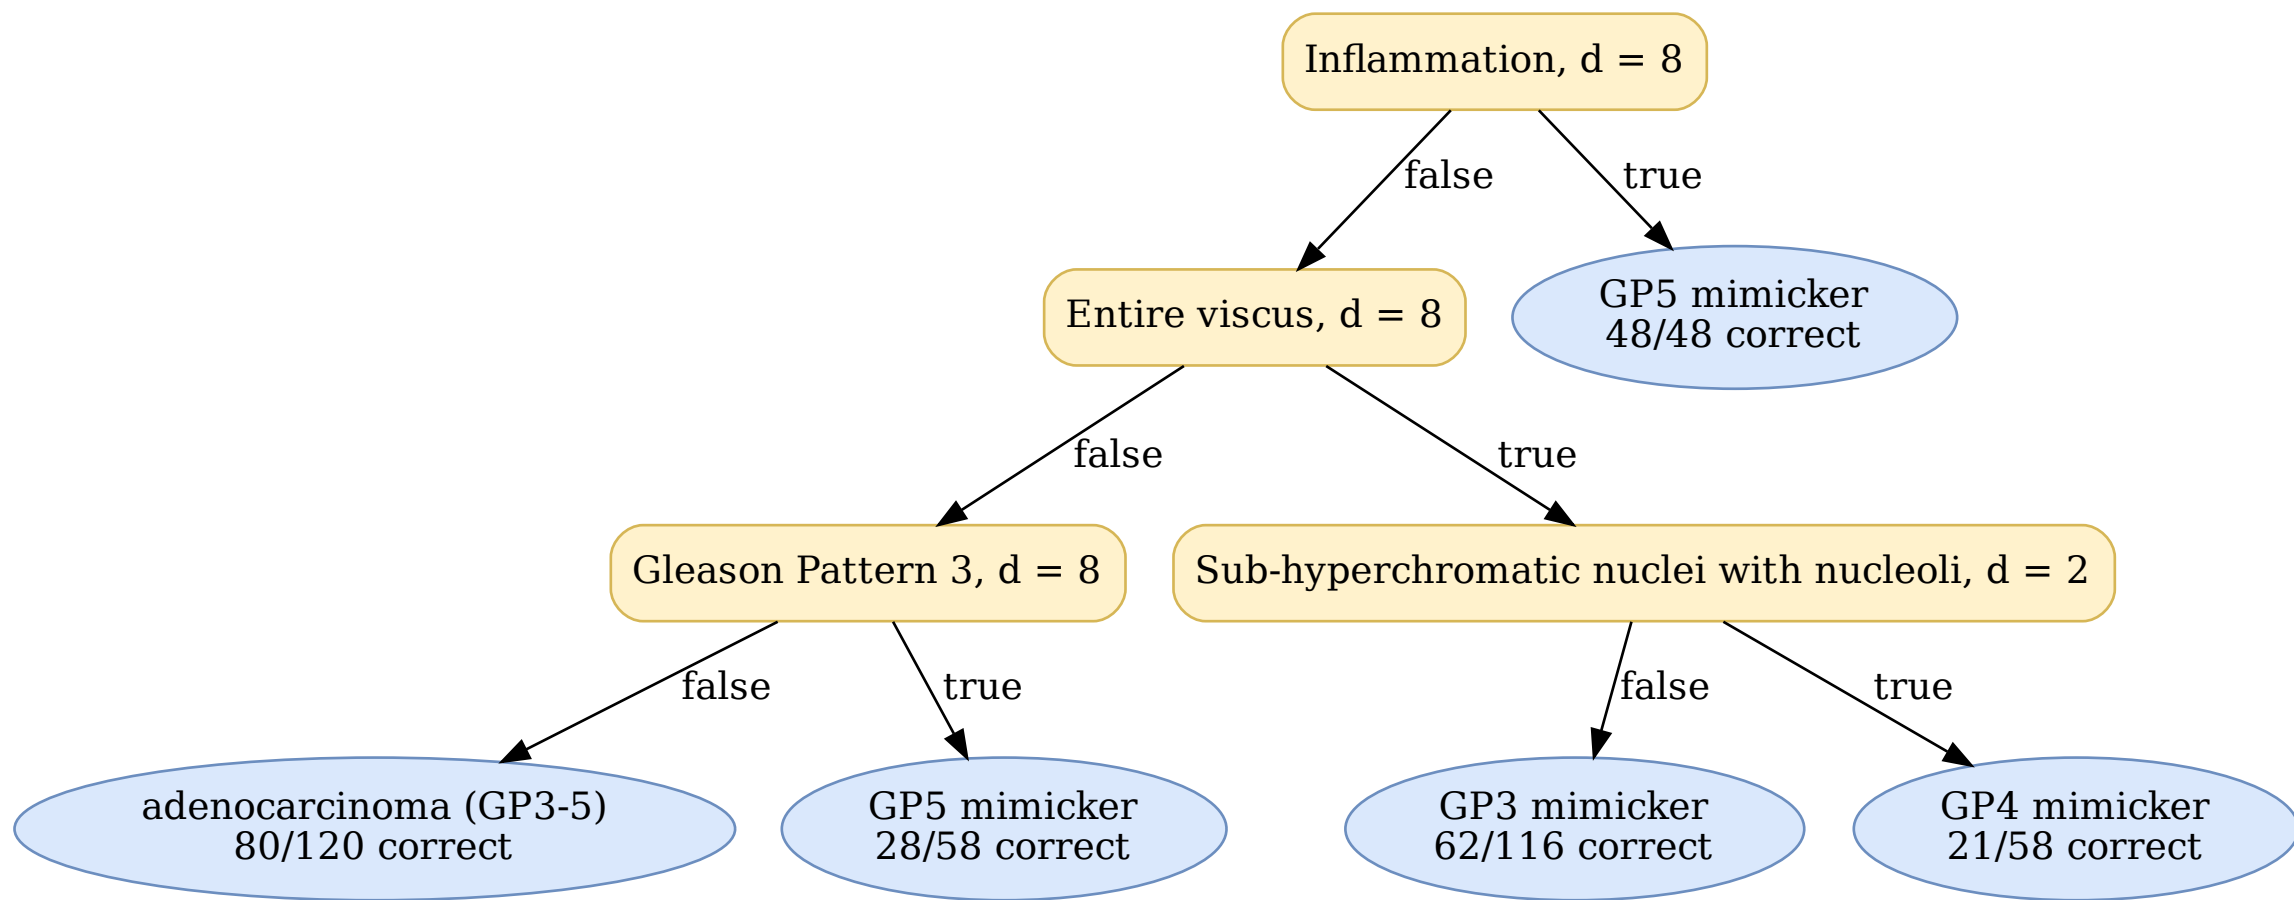 Inflammation, d = 8
false
true
Entire viscus, d = 8
GP5 mimicker
48/48 correct
false
true
Gleason Pattern 3, d = 8
Sub-hyperchromatic nuclei with nucleoli, d = 2
false
true
false
true
adenocarcinoma (GP3-5)
80/120 correct
GP5 mimicker
28/58 correct
GP3 mimicker
62/116 correct
GP4 mimicker
21/58 correct